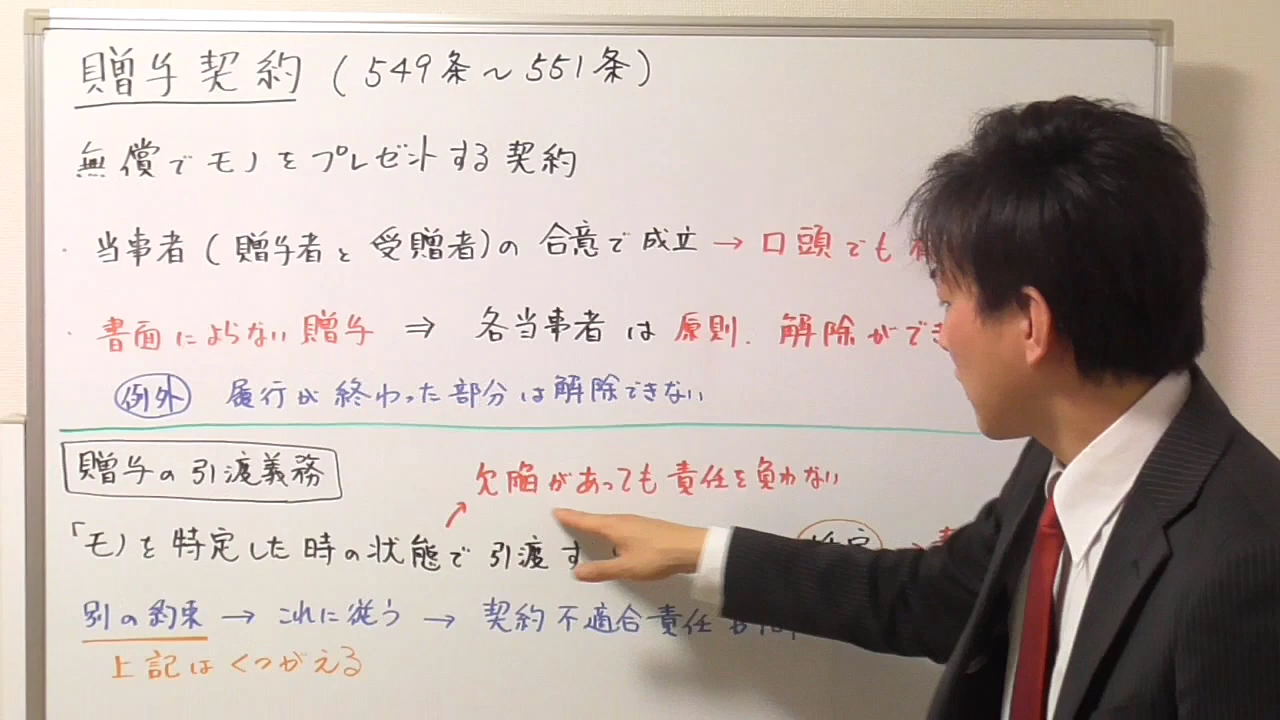 贈与契約 (549条〜551条)
無償でモノをプレゼントする契約
・当事者(贈与者と受贈者)の合意で成立 → 口頭でも
・書面によらない贈与 ⇒ 各当事者は原則、解除ができ
例外 履行が終わった部分は解除できない
贈与の引渡義務
欠陥があっても責任を負わない
「モノを特定した時の状態で引渡す
別の約束 → これに従う → 契約不適合責任
上記はくつがえる